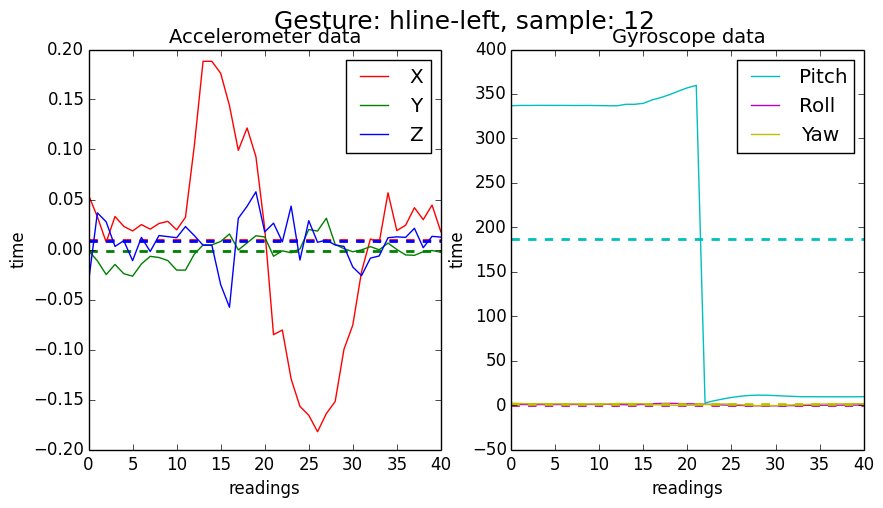 Gesture: hline-left, sample: 12
Accelerometer data
0.20
0.15
0.10
0.05
0.00
−0.05
−0.10
−0.15
−0.20
time
0 5 10 15 20 25 30 35 40
readings
X
Y
Z
Gyroscope data
400
350
300
250
200
150
100
50
0
−50
time
0 5 10 15 20 25 30 35 40
readings
Pitch
Roll
Yaw